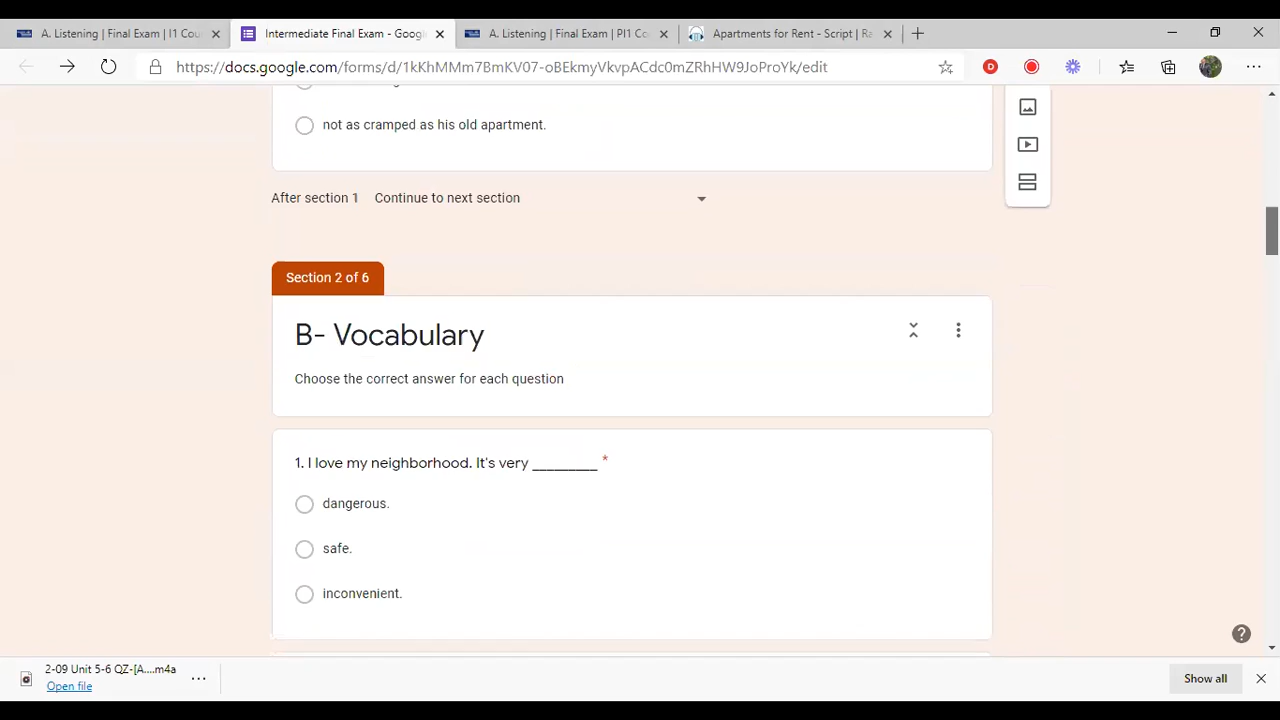 A. Listening | Final Exam | I1 Cou
Intermediate Final Exam - Goog
A. Listening | Final Exam | PI1 Co
Apartments for Rent - Script | Ra
https://docs.google.com/forms/d/1kKhMMm7BmKV07-oBEkmyVkvpACdc0mZRhHW9JoProYk/edit
not as cramped as his old apartment.
After section 1 Continue to next section
Section 2 of 6
B- Vocabulary
Choose the correct answer for each question
1. I love my neighborhood. It's very _________ *
dangerous.
safe.
inconvenient.
2-09 Unit 5-6 QZ-[A....m4a
Open file
Show all